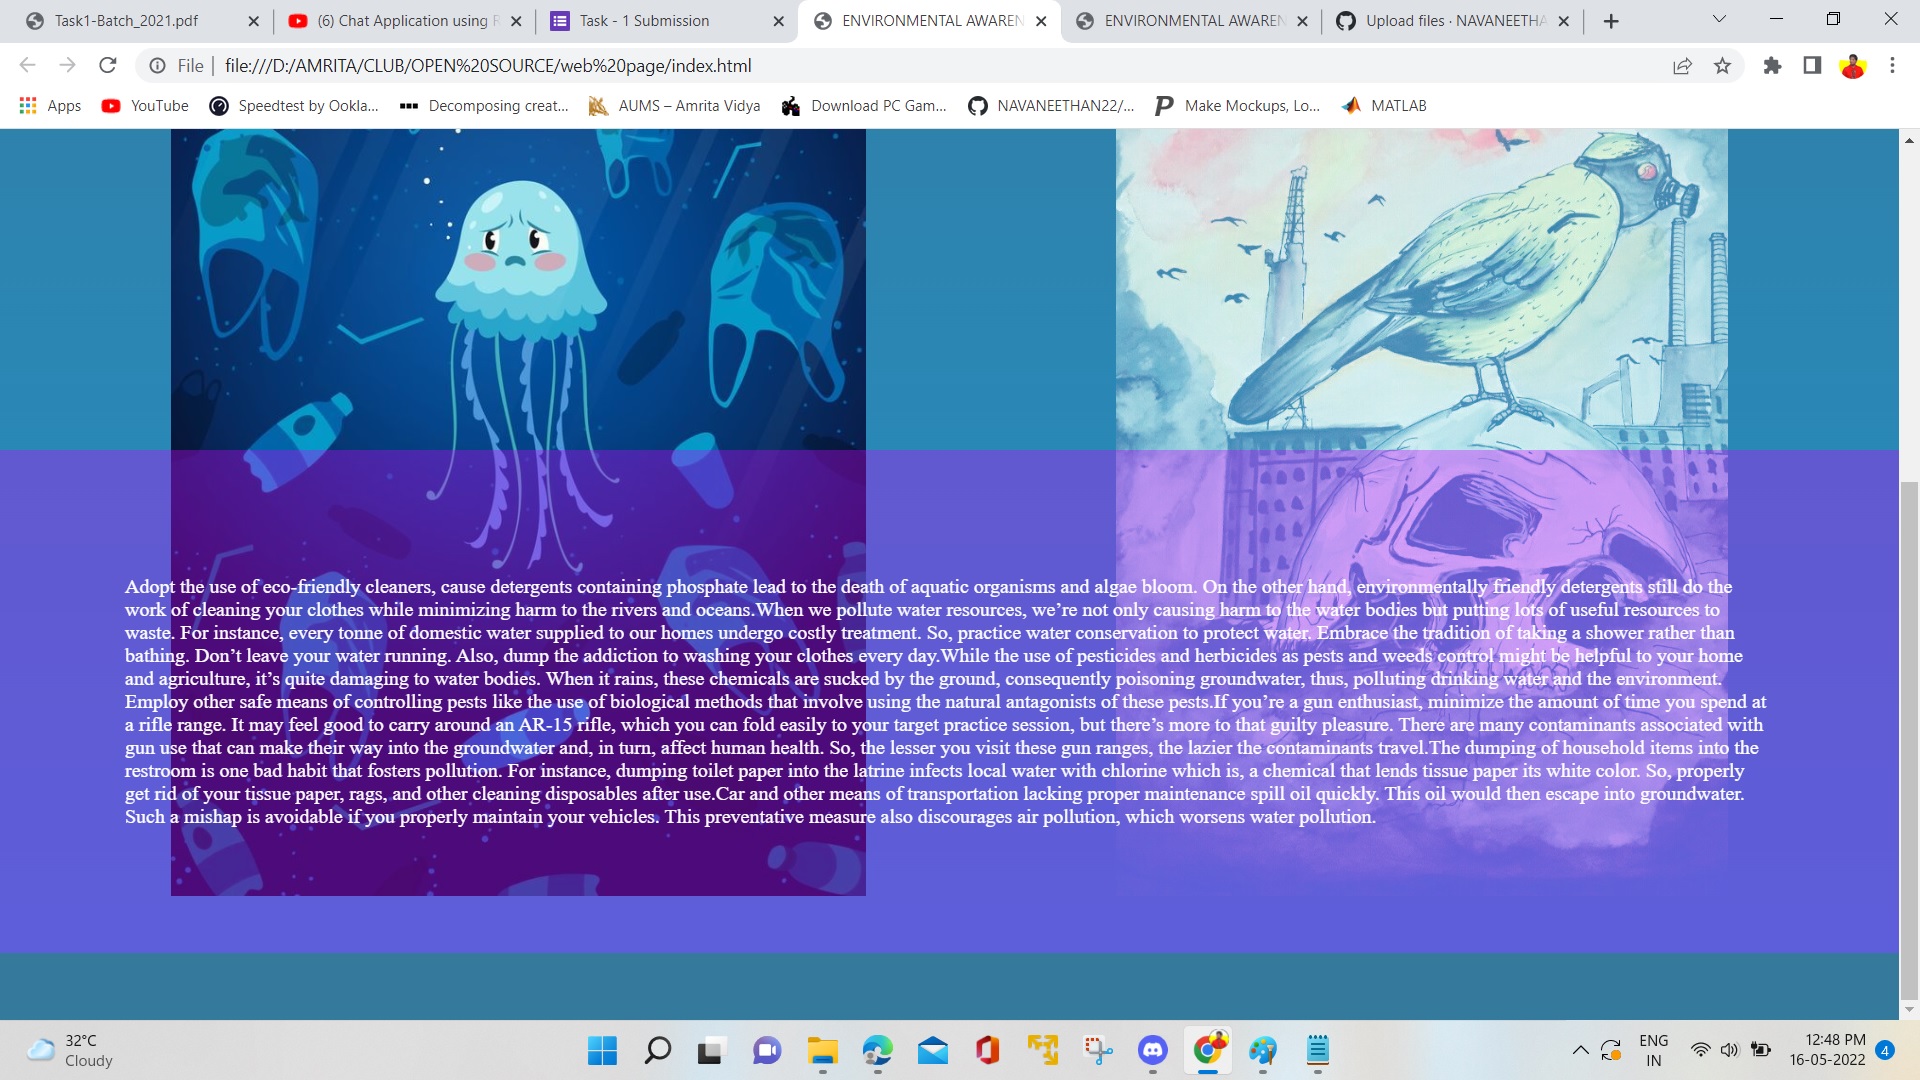 Task1-Batch_2021.pdf
(6) Chat Application using
Task - 1 Submission
ENVIRONMENTAL AWAREN
ENVIRONMENTAL AWAREN
Upload files · NAVANEETHA
File
file:///D:/AMRITA/CLUB/OPEN%20SOURCE/web%20page/index.html
Apps
YouTube
Speedtest by Ookla...
Decomposing creat...
AUMS – Amrita Vidya
Download PC Gam...
NAVANEETHAN22/...
Make Mockups, Lo...
MATLAB
Adopt the use of eco-friendly cleaners, cause detergents containing phosphate lead to the death of aquatic organisms and algae bloom. On the other hand, environmentally friendly detergents still do the
work of cleaning your clothes while minimizing harm to the rivers and oceans.When we pollute water resources, we’re not only causing harm to the water bodies but putting lots of useful resources to
waste. For instance, every tonne of domestic water supplied to our homes undergo costly treatment. So, practice water conservation to protect water. Embrace the tradition of taking a shower rather than
bathing. Don’t leave your water running. Also, dump the addiction to washing your clothes every day.While the use of pesticides and herbicides as pests and weeds control might be helpful to your home
and agriculture, it’s quite damaging to water bodies. When it rains, these chemicals are sucked by the ground, consequently poisoning groundwater, thus, polluting drinking water and the environment.
Employ other safe means of controlling pests like the use of biological methods that involve using the natural antagonists of these pests.If you’re a gun enthusiast, minimize the amount of time you spend at
a rifle range. It may feel good to carry around an AR-15 rifle, which you can fold easily to your target practice session, but there’s more to that guilty pleasure. There are many contaminants associated with
gun use that can make their way into the groundwater and, in turn, affect human health. So, the lesser you visit these gun ranges, the lazier the contaminants travel.The dumping of household items into the
restroom is one bad habit that fosters pollution. For instance, dumping toilet paper into the latrine infects local water with chlorine which is, a chemical that lends tissue paper its white color. So, properly
get rid of your tissue paper, rags, and other cleaning disposables after use.Car and other means of transportation lacking proper maintenance spill oil quickly. This oil would then escape into groundwater.
Such a mishap is avoidable if you properly maintain your vehicles. This preventative measure also discourages air pollution, which worsens water pollution.
32°C
Cloudy
ENG
IN
12:48 PM
16-05-2022
4